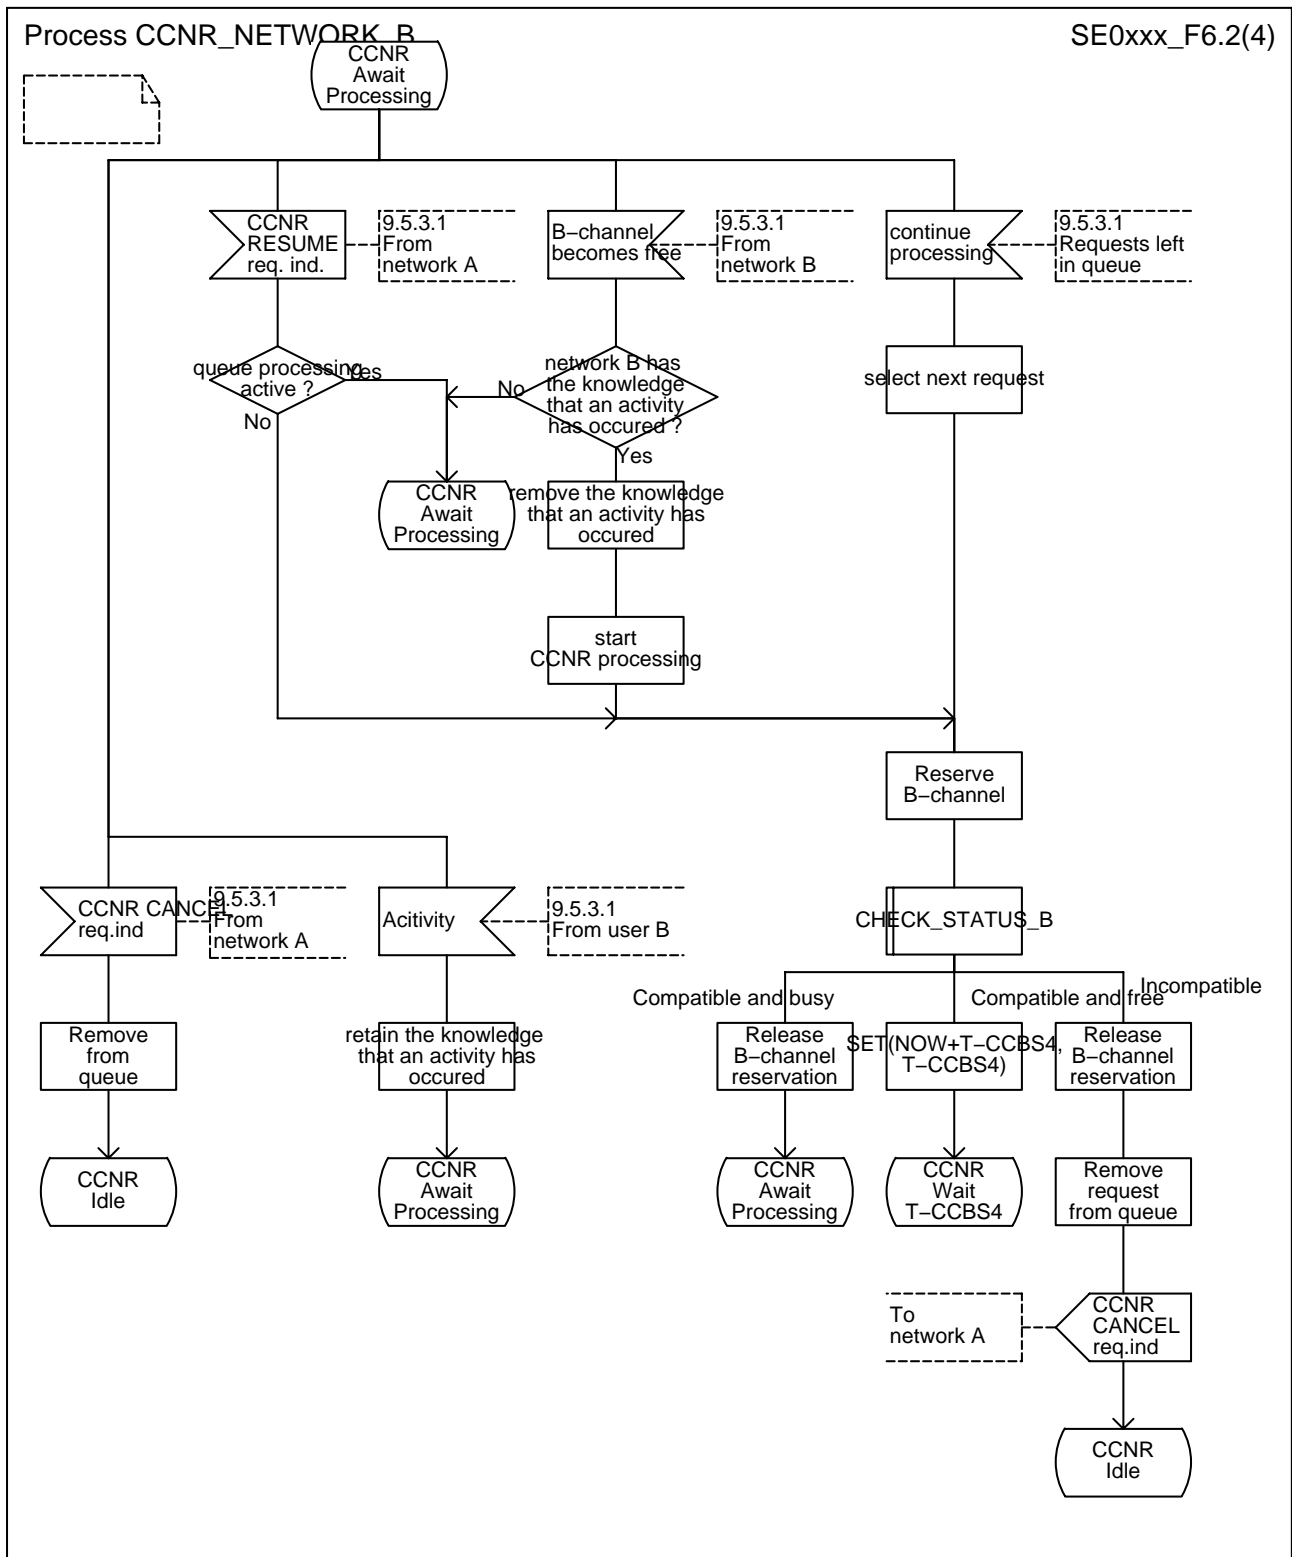 Process CCNR_NETWORK_B
SE0xxx_F6.2(4)
CCNR
Await
Processing
CCNR
RESUME
req. ind.
9.5.3.1
From
network A
B−channel
becomes free
9.5.3.1
From
network B
continue
processing
9.5.3.1
Requests left
in queue
queue processing
active ?
Yes
No
network B has
the knowledge
that an activity
has occured ?
No
Yes
select next request
CCNR
Await
Processing
remove the knowledge
that an activity has
occured
start
CCNR processing
Reserve
B−channel
CCNR CANCEL
req.ind
9.5.3.1
From
network A
Acitivity
9.5.3.1
From user B
CHECK_STATUS_B
Compatible and busy
Compatible and free
Incompatible
Remove
from
queue
retain the knowledge
that an activity has
occured
Release
B−channel
reservation
SET(NOW+T−CCBS4,
T−CCBS4)
Release
B−channel
reservation
CCNR
Idle
CCNR
Await
Processing
CCNR
Await
Processing
CCNR
Wait
T−CCBS4
Remove
request
from queue
To
network A
CCNR
CANCEL
req.ind
CCNR
Idle